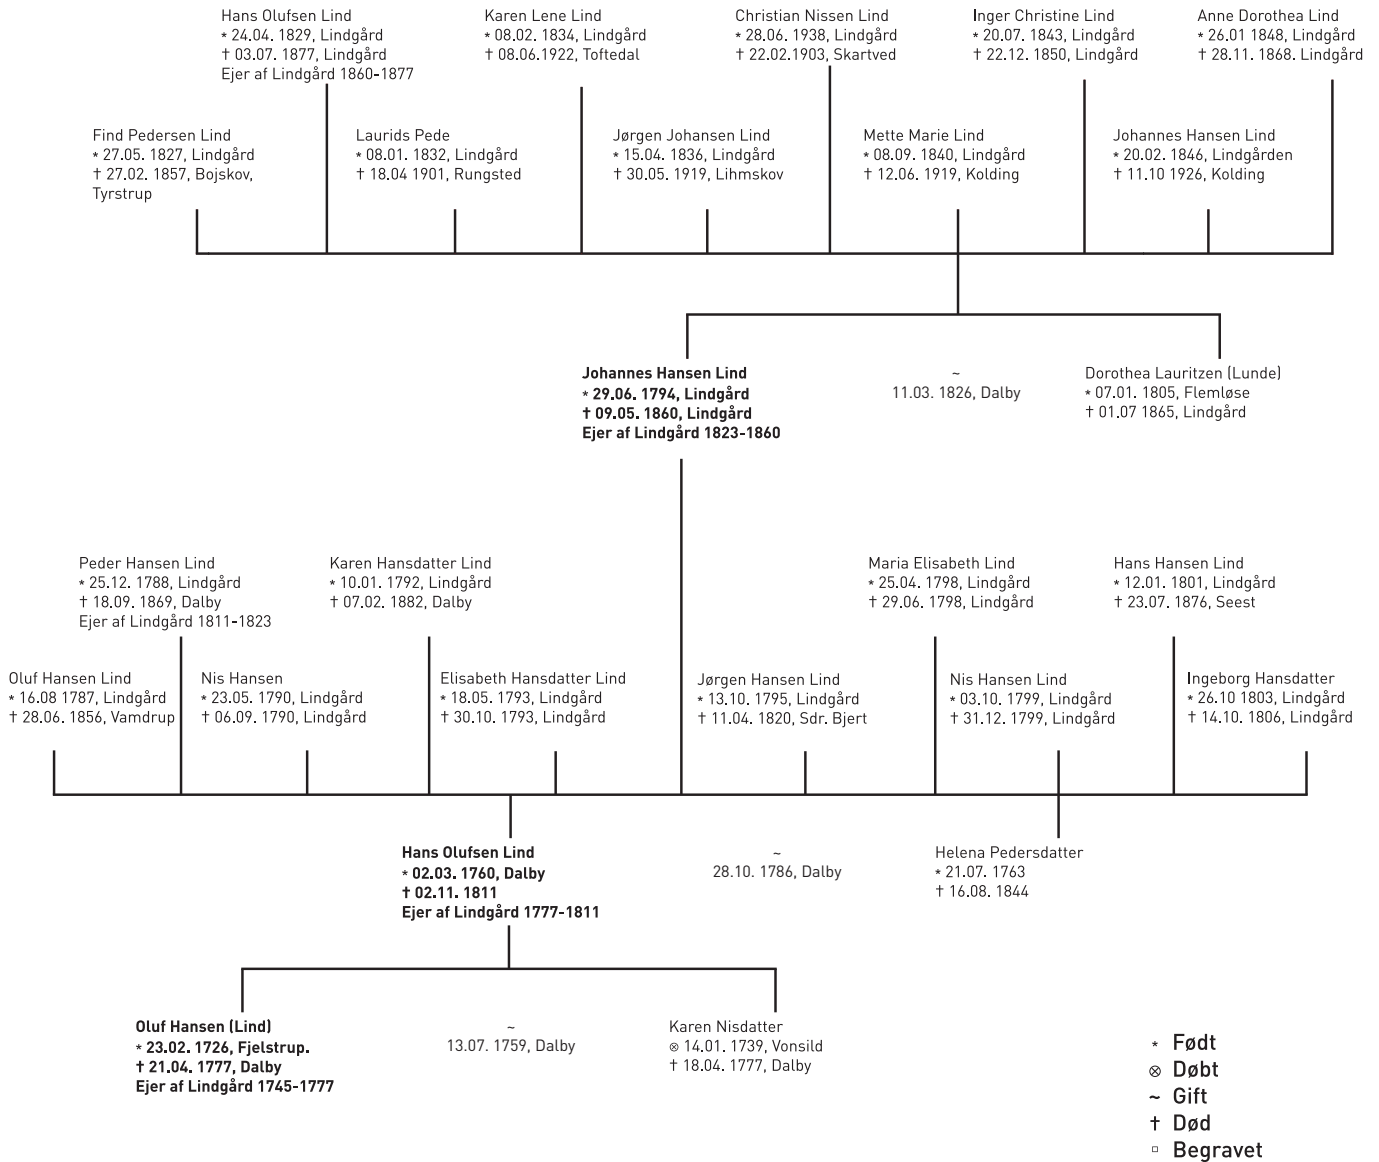 Hans Olufsen Lind
* 24.04. 1829, Lindgård
† 03.07. 1877, Lindgård
Ejer af Lindgård 1860-1877
Karen Lene Lind
* 08.02. 1834, Lindgård
† 08.06.1922, Toftedal
Christian Nissen Lind
* 28.06. 1938, Lindgård
† 22.02.1903, Skartved
Inger Christine Lind
* 20.07. 1843, Lindgård
† 22.12. 1850, Lindgård
Anne Dorothea Lind
* 26.01 1848, Lindgård
† 28.11. 1868. Lindgård
Find Pedersen Lind
* 27.05. 1827, Lindgård
† 27.02. 1857, Bojskov,
Tyrstrup
Laurids Pede
* 08.01. 1832, Lindgård
† 18.04 1901, Rungsted
Jørgen Johansen Lind
* 15.04. 1836, Lindgård
† 30.05. 1919, Lihmskov
Mette Marie Lind
* 08.09. 1840, Lindgård
† 12.06. 1919, Kolding
Johannes Hansen Lind
* 20.02. 1846, Lindgården
† 11.10 1926, Kolding
Johannes Hansen Lind
* 29.06. 1794, Lindgård
† 09.05. 1860, Lindgård
Ejer af Lindgård 1823-1860
~
11.03. 1826, Dalby
Dorothea Lauritzen (Lunde)
* 07.01. 1805, Flemløse
† 01.07 1865, Lindgård
Peder Hansen Lind
* 25.12. 1788, Lindgård
† 18.09. 1869, Dalby
Ejer af Lindgård 1811-1823
Karen Hansdatter Lind
* 10.01. 1792, Lindgård
† 07.02. 1882, Dalby
Maria Elisabeth Lind
* 25.04. 1798, Lindgård
† 29.06. 1798, Lindgård
Hans Hansen Lind
* 12.01. 1801, Lindgård
† 23.07. 1876, Seest
Oluf Hansen Lind
* 16.08 1787, Lindgård
† 28.06. 1856, Vamdrup
Nis Hansen
* 23.05. 1790, Lindgård
† 06.09. 1790, Lindgård
Elisabeth Hansdatter Lind
* 18.05. 1793, Lindgård
† 30.10. 1793, Lindgård
Jørgen Hansen Lind
* 13.10. 1795, Lindgård
† 11.04. 1820, Sdr. Bjert
Nis Hansen Lind
* 03.10. 1799, Lindgård
† 31.12. 1799, Lindgård
Ingeborg Hansdatter
* 26.10 1803, Lindgård
† 14.10. 1806, Lindgård
Hans Olufsen Lind
* 02.03. 1760, Dalby
† 02.11. 1811
Ejer af Lindgård 1777-1811
~
28.10. 1786, Dalby
Helena Pedersdatter
* 21.07. 1763
† 16.08. 1844
Oluf Hansen (Lind)
* 23.02. 1726, Fjelstrup.
† 21.04. 1777, Dalby
Ejer af Lindgård 1745-1777
~
13.07. 1759, Dalby
Karen Nisdatter
⊗ 14.01. 1739, Vonsild
† 18.04. 1777, Dalby
* Født
⊗ Døbt
~ Gift
† Død
▫ Begravet